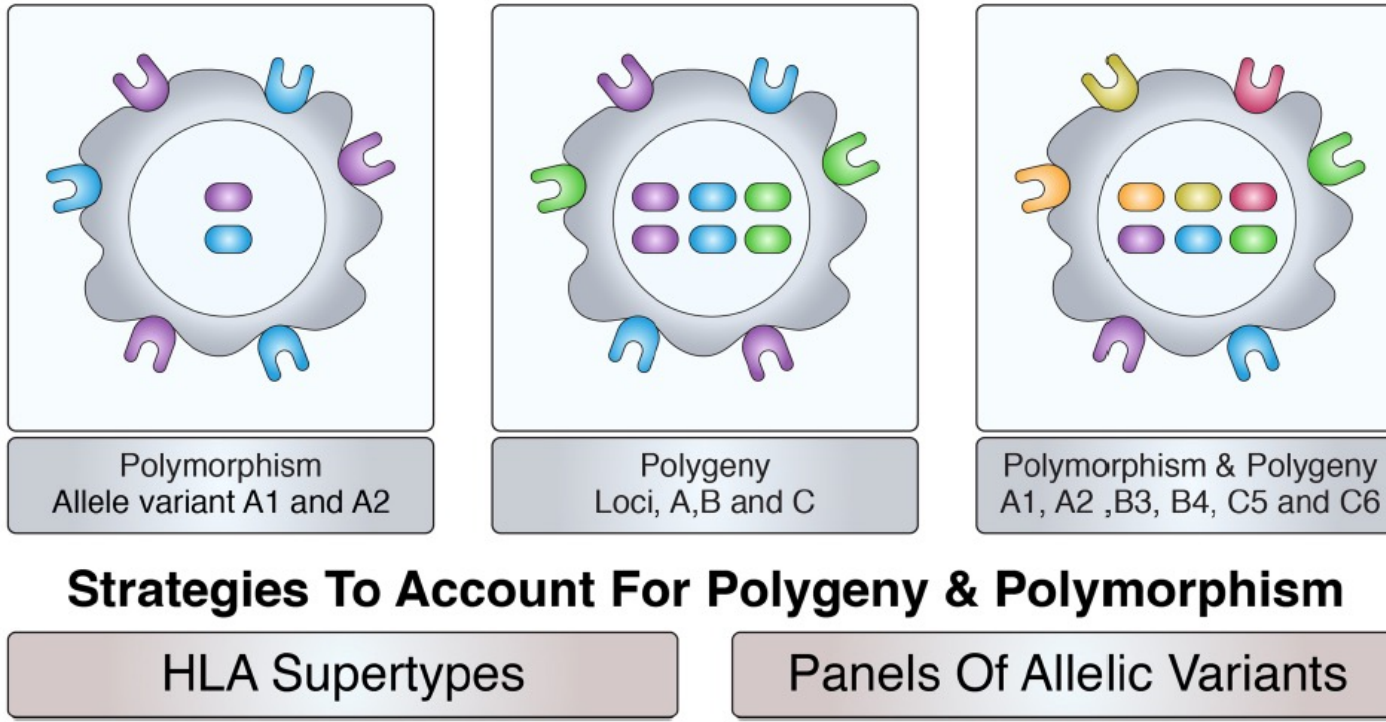 Polymorphism
Allele variant A1 and A2
Polygeny
Loci, A,B and C
Polymorphism & Polygeny
A1, A2 ,B3, B4, C5 and C6
Strategies To Account For Polygeny & Polymorphism
HLA Supertypes
Panels Of Allelic Variants